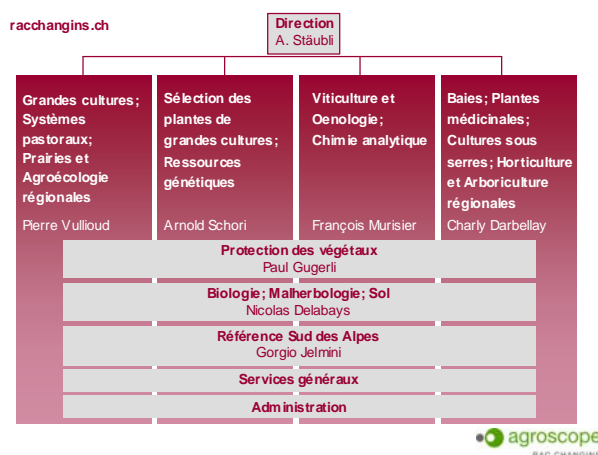 racchangins.ch
Direction
A. Stäubli
Grandes cultures;
Systèmes
pastoraux;
Prairies et
Agroécologie
régionales
Pierre Vullioud
Sélection des
plantes de
grandes cultures;
Ressources
génétiques
Arnold Schori
Viticulture et
Oenologie;
Chimie analytique
François Murisier
Baies; Plantes
médicinales;
Cultures sous
serres; Horticulture
et Arboriculture
régionales
Charly Darbellay
Protection des végétaux
Paul Gugerli
Biologie; Malherbologie; Sol
Nicolas Delabays
Référence Sud des Alpes
Gorgio Jelmini
Services généraux
Administration
agroscope
RAC CHANGINS